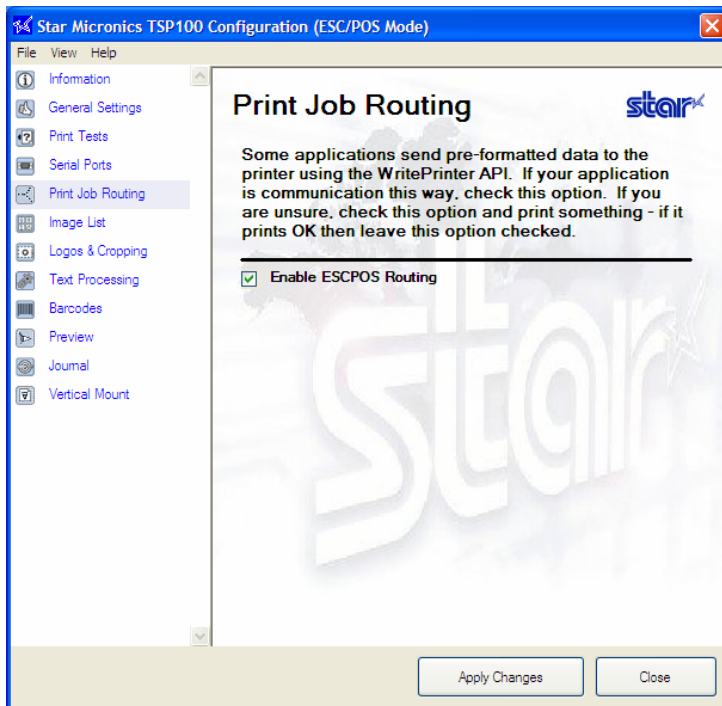 Star Micronics TSP100 Configuration (ESC/POS Mode)
File View Help
Information
General Settings
Print Tests
Serial Ports
Print Job Routing
Image List
Logos & Cropping
Text Processing
Barcodes
Preview
Journal
Vertical Mount
Print Job Routing
star
Some applications send pre-formatted data to the
printer using the WritePrinter API. If your application
is communication this way, check this option. If you
are unsure, check this option and print something - if it
prints OK then leave this option checked.
Enable ESCPOS Routing
star
Apply Changes
Close